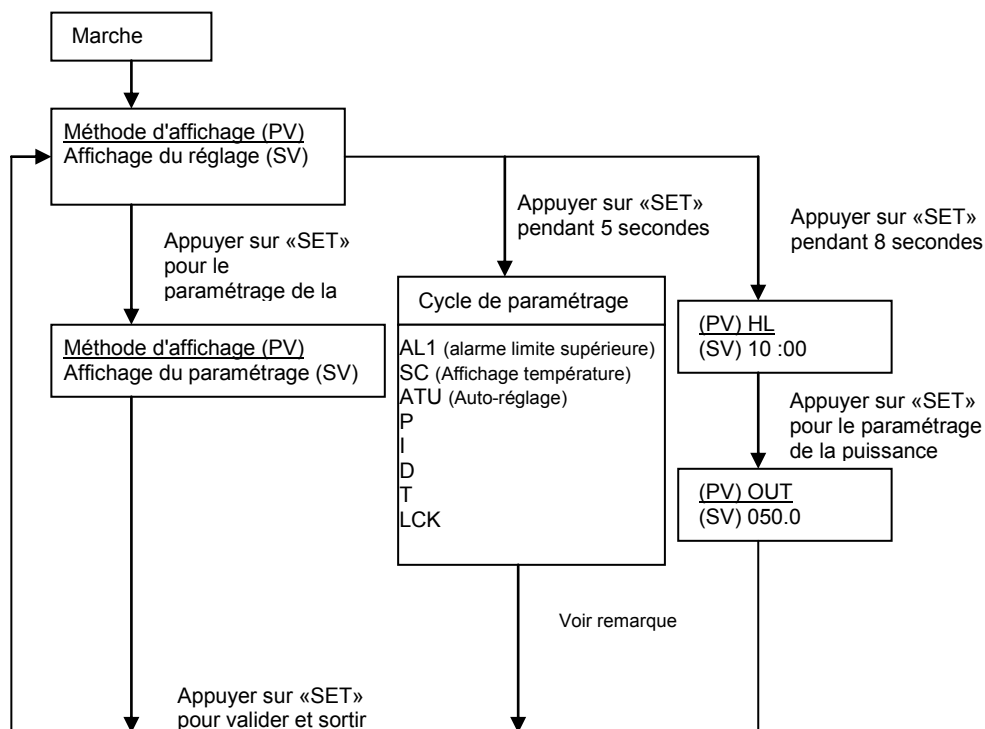 Marche
Méthode d'affichage (PV)
Affichage du réglage (SV)
Appuyer sur «SET»
pour le
paramétrage de la
Méthode d'affichage (PV)
Affichage du paramétrage (SV)
Appuyer sur «SET»
pour valider et sortir
Appuyer sur «SET»
pendant 5 secondes
Cycle de paramétrage
AL1 (alarme limite supérieure)
SC (Affichage température)
ATU (Auto-réglage)
P
I
D
T
LCK
Voir remarque
Appuyer sur «SET»
pendant 8 secondes
(PV) HL
(SV) 10 :00
Appuyer sur «SET»
pour le paramétrage
de la puissance
(PV) OUT
(SV) 050.0